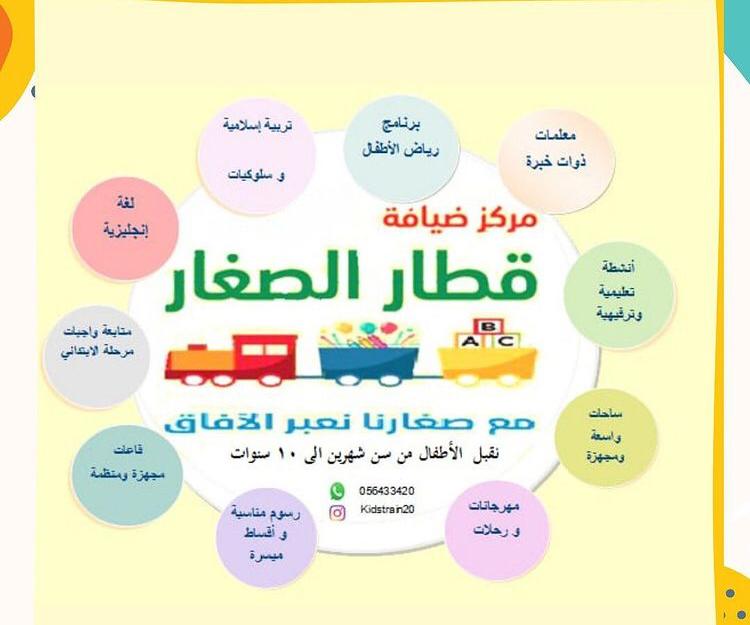 برنامج
رياض الأطفال
معلمات
ذوات خبرة
تربية إسلامية
و سلوكيات
لغة
إنجليزية
أنشطة
تعليمية
وترفيهية
متابعة واجبات
مرحلة الابتدائي
ساحات
واسعة
ومجهزة
قاعات
مجهزة ومنظمة
رسوم مناسبة
و أقساط
ميسرة
مهرجانات
و رحلات
مركز ضيافة
قطار الصغار
B
A C
مع صغارنا نعبر الآفاق
نقبل الأطفال من سن شهرين الى ١٠ سنوات
056433420
Kidstrain20